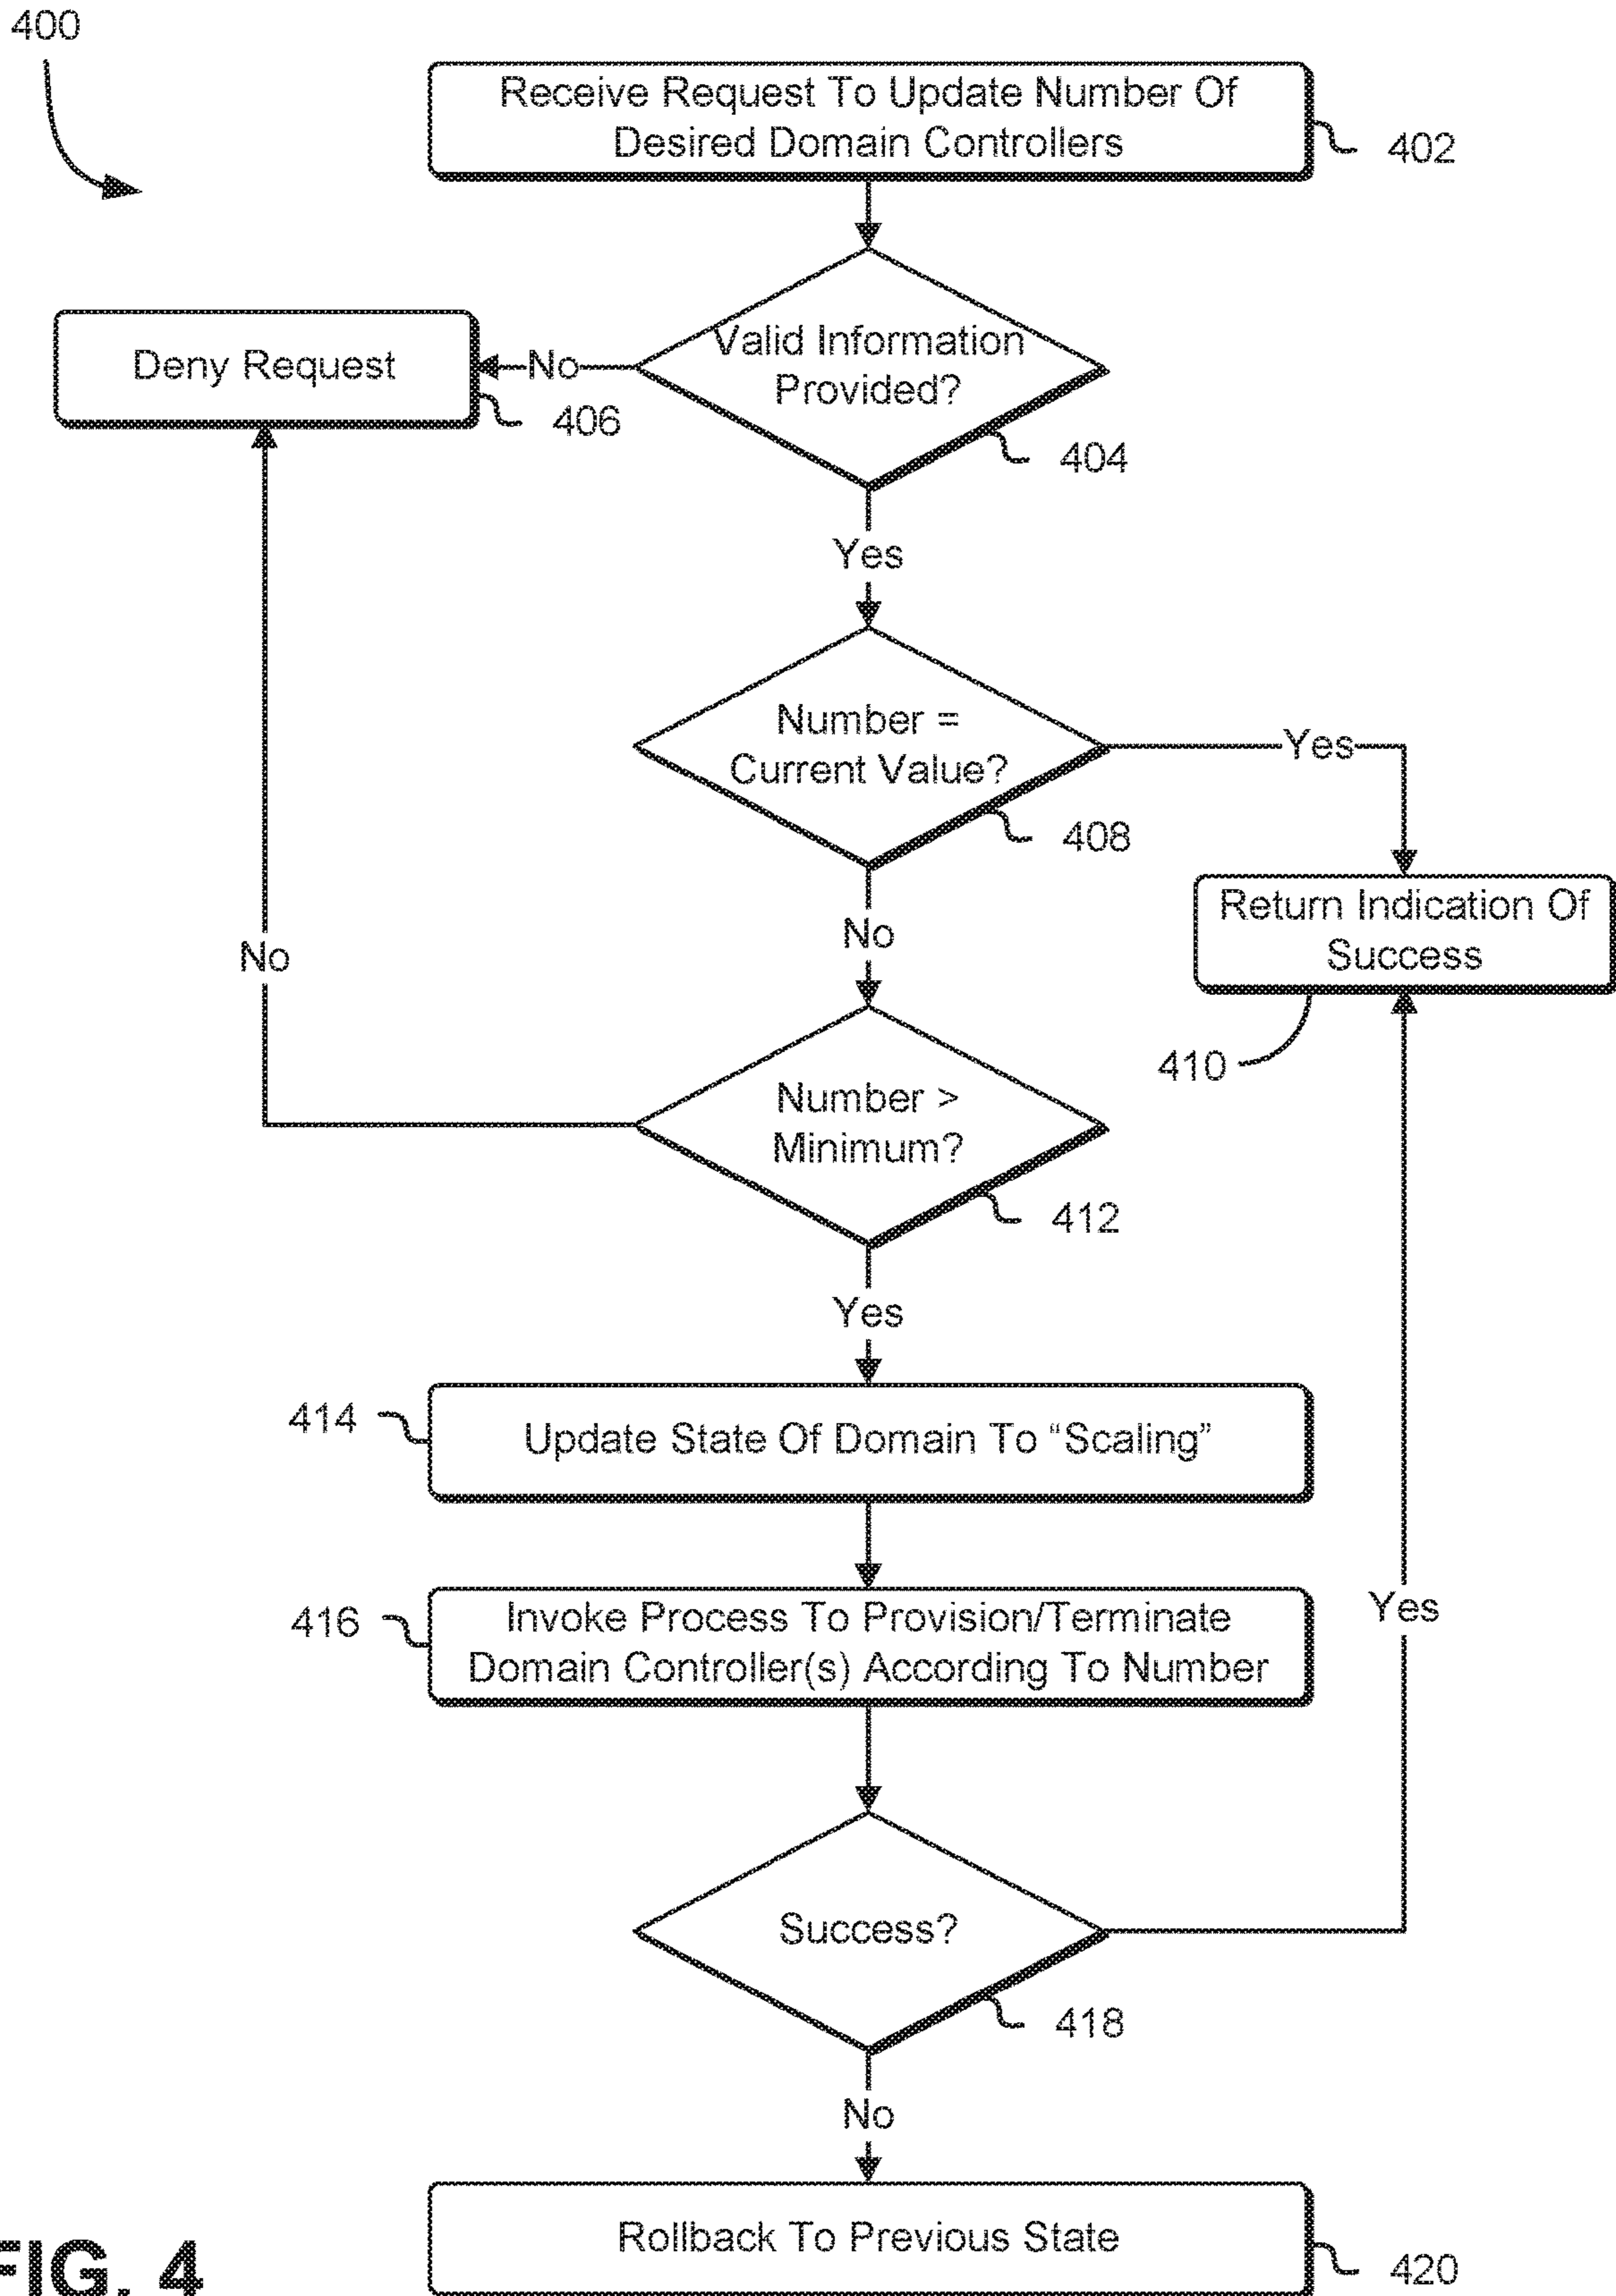 400
Receive Request To Update Number Of
Desired Domain Controllers
402
Valid Information
Provided?
404
No
Deny Request
406
Yes
Number =
Current Value?
408
Yes
Return Indication Of
Success
410
No
Number >
Minimum?
412
No
Yes
414
Update State Of Domain To “Scaling”
416
Invoke Process To Provision/Terminate
Domain Controller(s) According To Number
Yes
Success?
418
No
Rollback To Previous State
420
FIG. 4